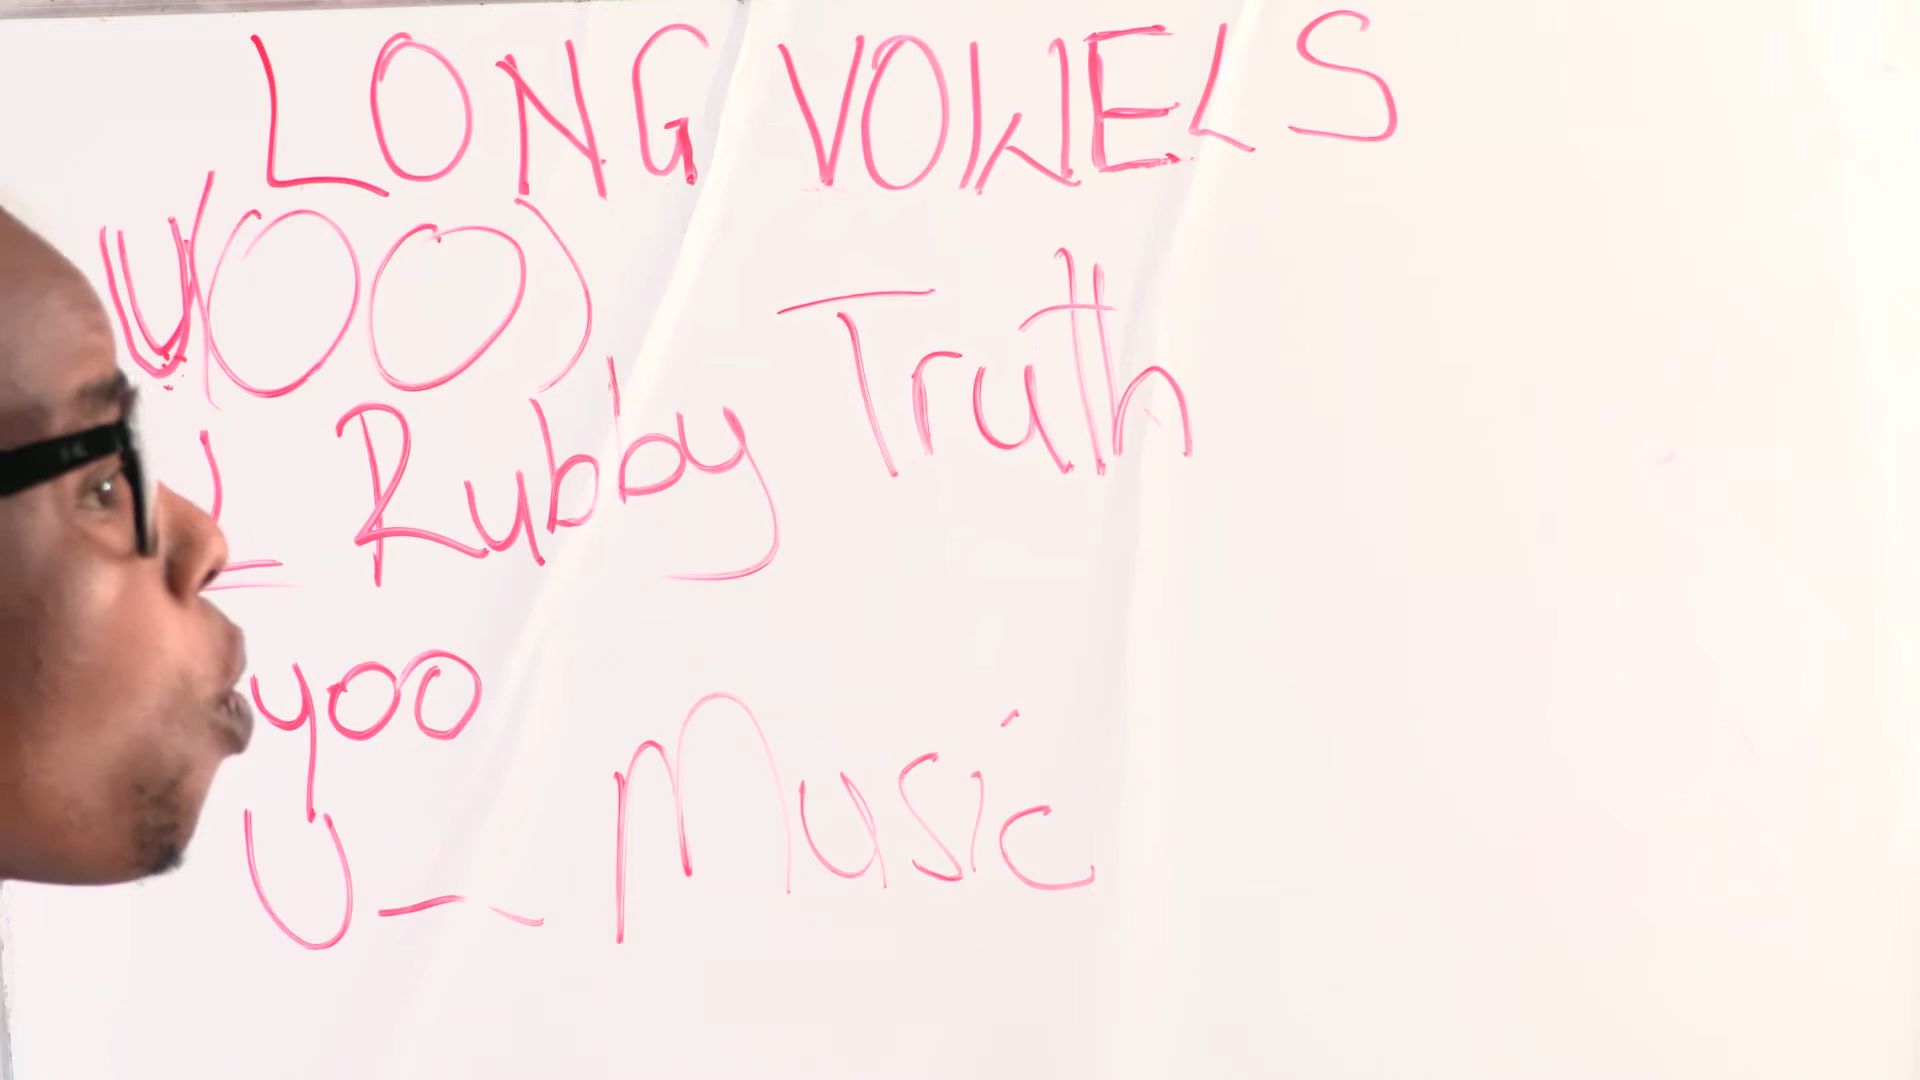 LONG VOWELS
U(OO)
Rubby Truth
yoo
U_ Music